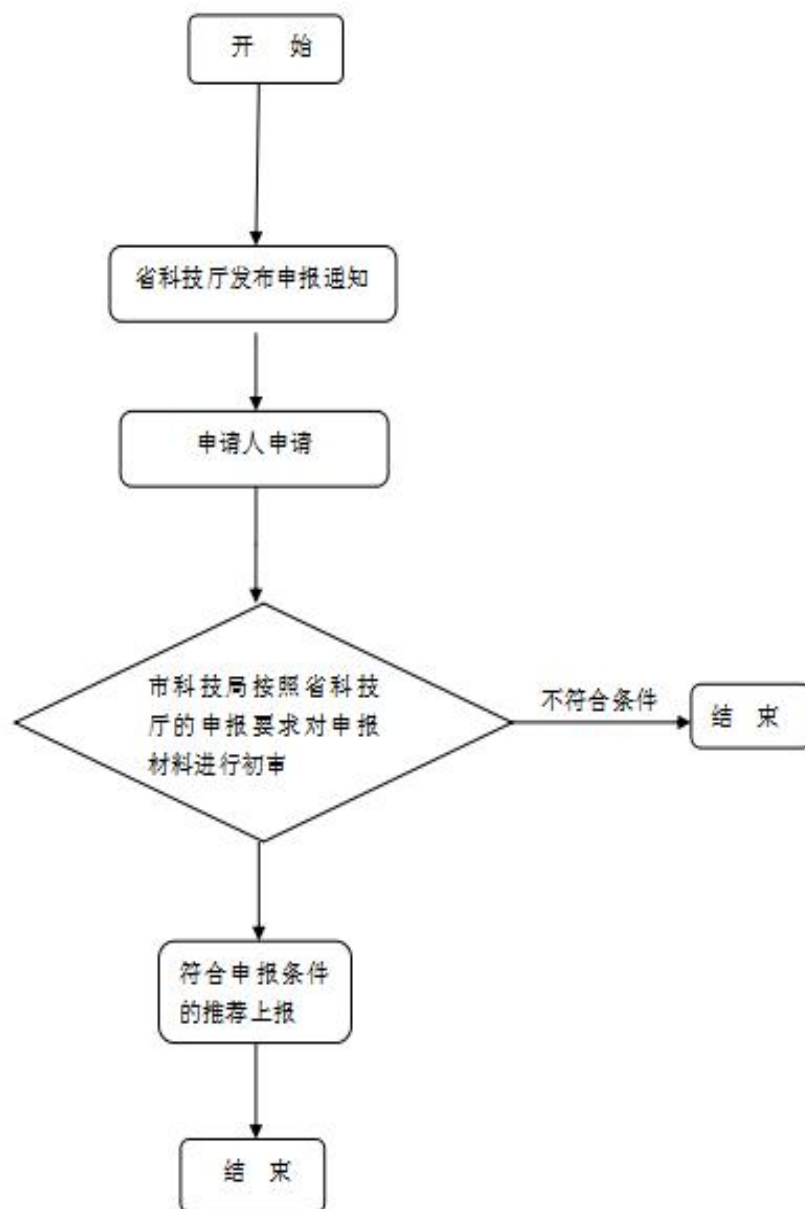 开 始
省科技厅发布申报通知
申请人申请
市科技局按照省科技
厅的申报要求对申报
材料进行初审
不符合条件
结 束
符合申报条件
的推荐上报
结 束